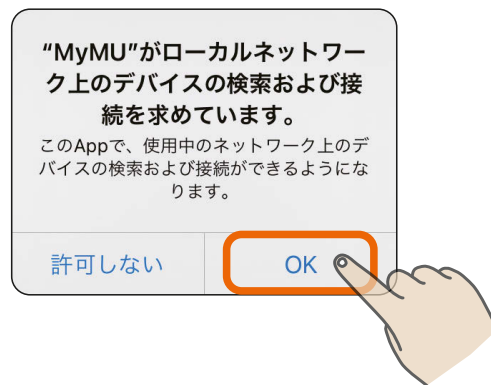 “MyMU”がローカルネットワー
ク上のデバイスの検索および接
続を求めています。
このAppで、使用中のネットワーク上のデ
バイスの検索および接続ができるようにな
ります。
許可しない
OK